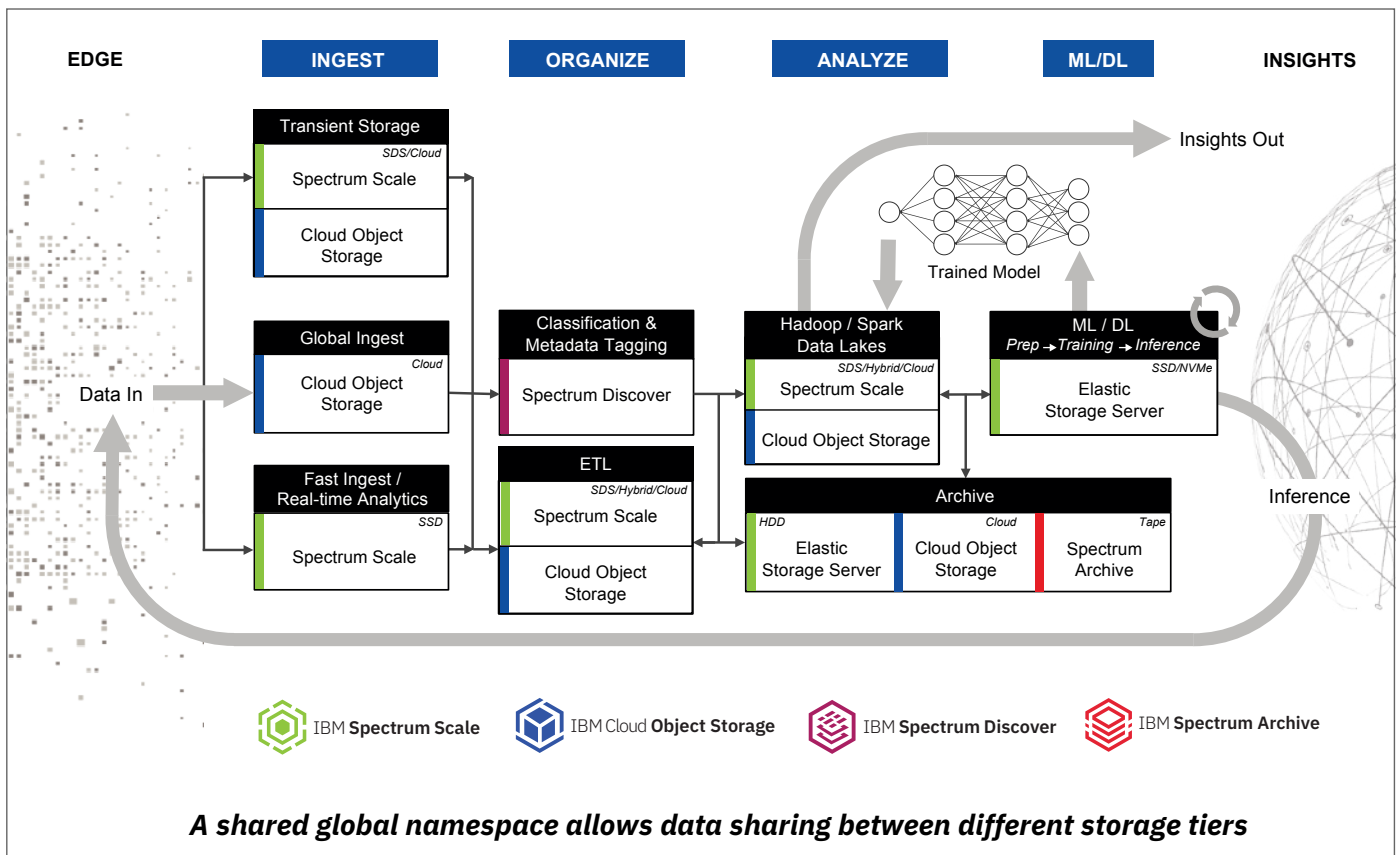 EDGE
INGEST
ORGANIZE
ANALYZE
ML/DL
INSIGHTS
Transient Storage
SDS/Cloud
Spectrum Scale
Cloud Object
Storage
Global Ingest
Cloud
Cloud Object
Storage
Fast Ingest /
Real-time Analytics
SSD
Spectrum Scale
Data In
Classification &
Metadata Tagging
Spectrum Discover
ETL
SDS/Hybrid/Cloud
Spectrum Scale
Cloud Object
Storage
Hadoop / Spark
Data Lakes
SDS/Hybrid/Cloud
Spectrum Scale
Cloud Object Storage
Insights Out
Trained Model
ML / DL
Prep → Training → Inference
SSD/NVMe
Elastic
Storage Server
Archive
HDD
Elastic
Storage Server
Cloud
Cloud Object
Storage
Tape
Spectrum
Archive
Inference
IBM Spectrum Scale
IBM Cloud Object Storage
IBM Spectrum Discover
IBM Spectrum Archive
A shared global namespace allows data sharing between different storage tiers